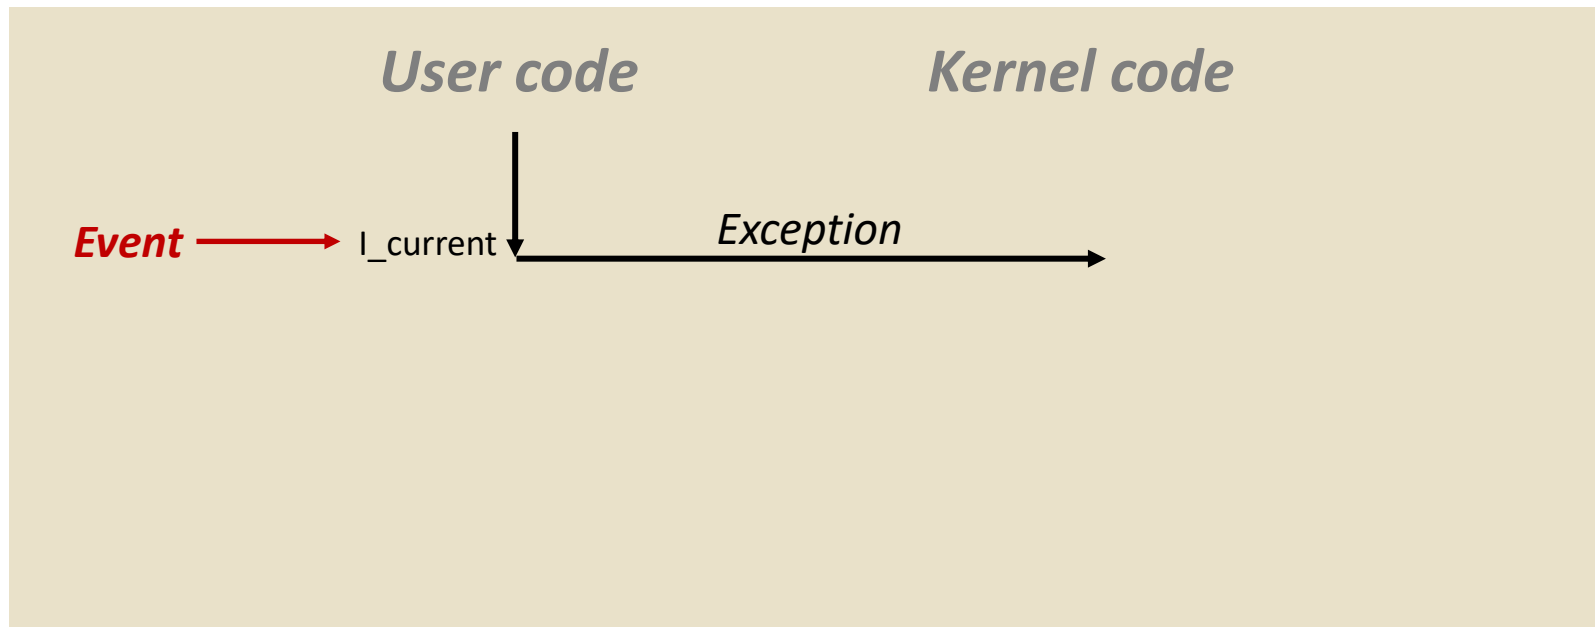 User code
Kernel code
Event
I_current
Exception